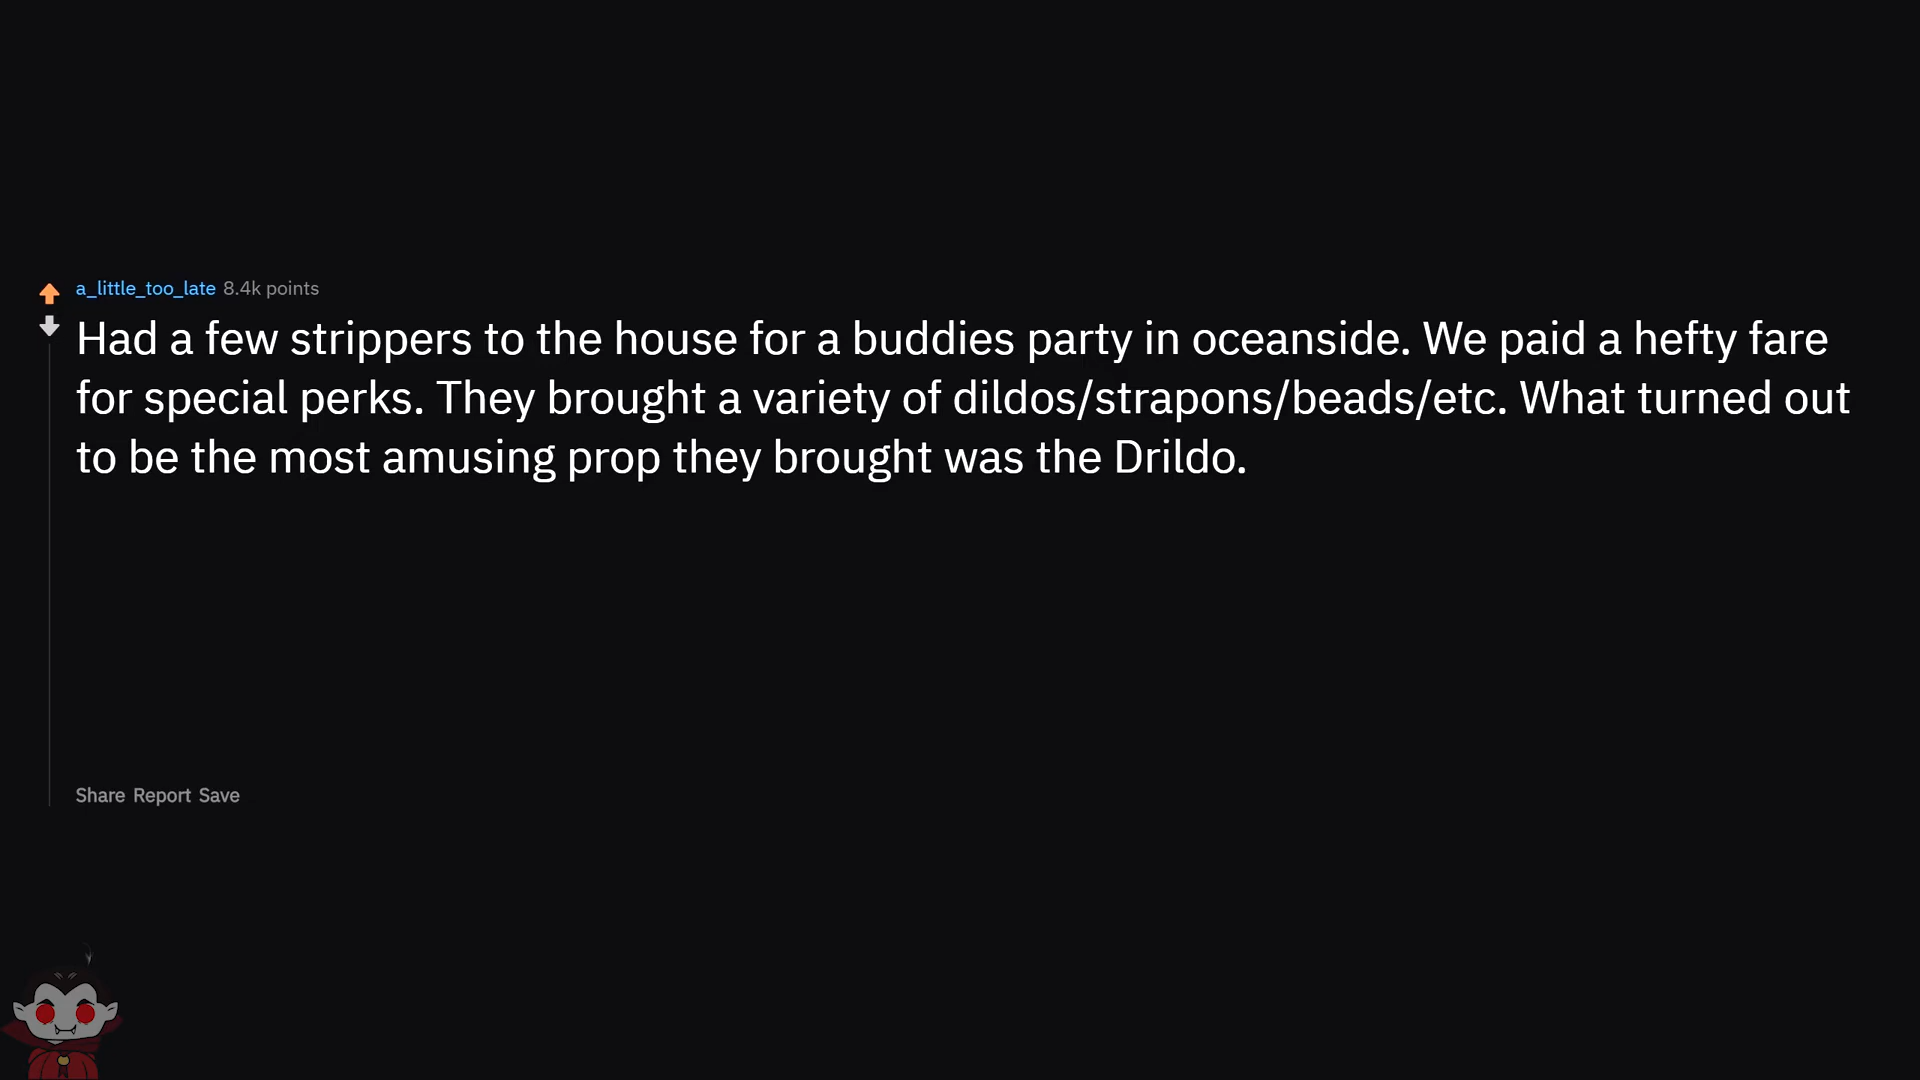 a_little_too_late 8.4k points
Had a few strippers to the house for a buddies party in oceanside. We paid a hefty fare
for special perks. They brought a variety of dildos/strapons/beads/etc. What turned out
to be the most amusing prop they brought was the Drildo.
Share Report Save